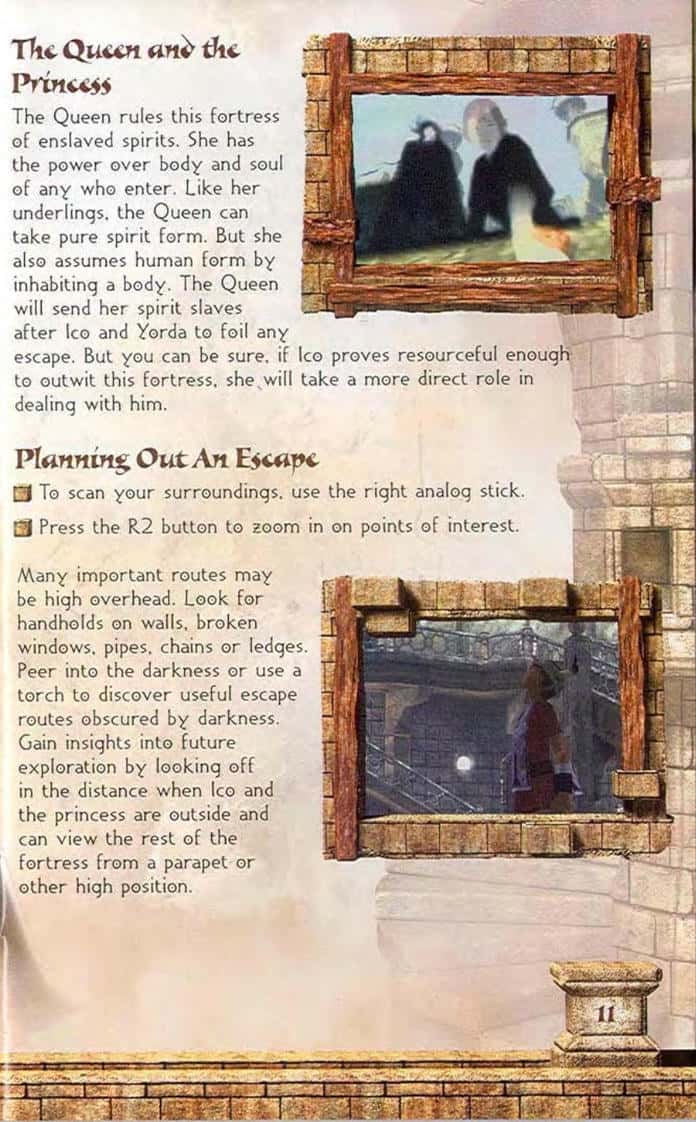 The Queen and the
Princess
The Queen rules this fortress
of enslaved spirits. She has
the power over body and soul
of any who enter. Like her
underlings, the Queen can
take pure spirit form. But she
also assumes human form by
inhabiting a body. The Queen
will send her spirit slaves
after Ico and Yorda to foil any
escape. But you can be sure, if Ico proves resourceful enough
to outwit this fortress, she will take a more direct role in
dealing with him.
Planning Out An Escape
To scan your surroundings, use the right analog stick.
Press the R2 button to zoom in on points of interest.
Many important routes may
be high overhead. Look for
handholds on walls, broken
windows, pipes, chains or ledges.
Peer into the darkness or use a
torch to discover useful escape
routes obscured by darkness.
Gain insights into future
exploration by looking off
in the distance when Ico and
the princess are outside and
can view the rest of the
fortress from a parapet or
other high position.
11